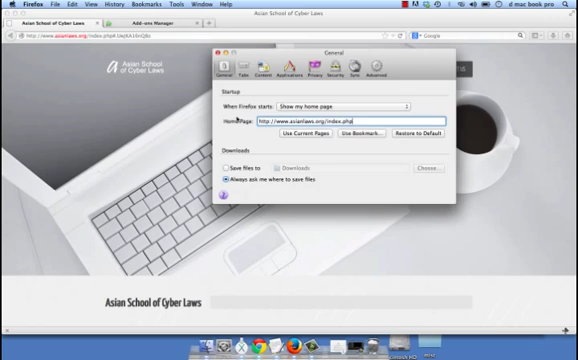 Firefox File Edit View History Bookmarks Tools Window Help
d mac book pro
Asian School of Cyber Laws
Asian School of Cyber Laws
Add-ons Manager
Google
Asian School
of Cyber Laws
General
General Tabs Content Applications Privacy Security Sync Advanced
Startup
When Firefox starts: Show my home page
Home Page: http://www.asianlaws.org/index.php
Use Current Pages Use Bookmark... Restore to Default
Downloads
Save files to Downloads Choose...
Always ask me where to save files
?
Asian School of Cyber Laws